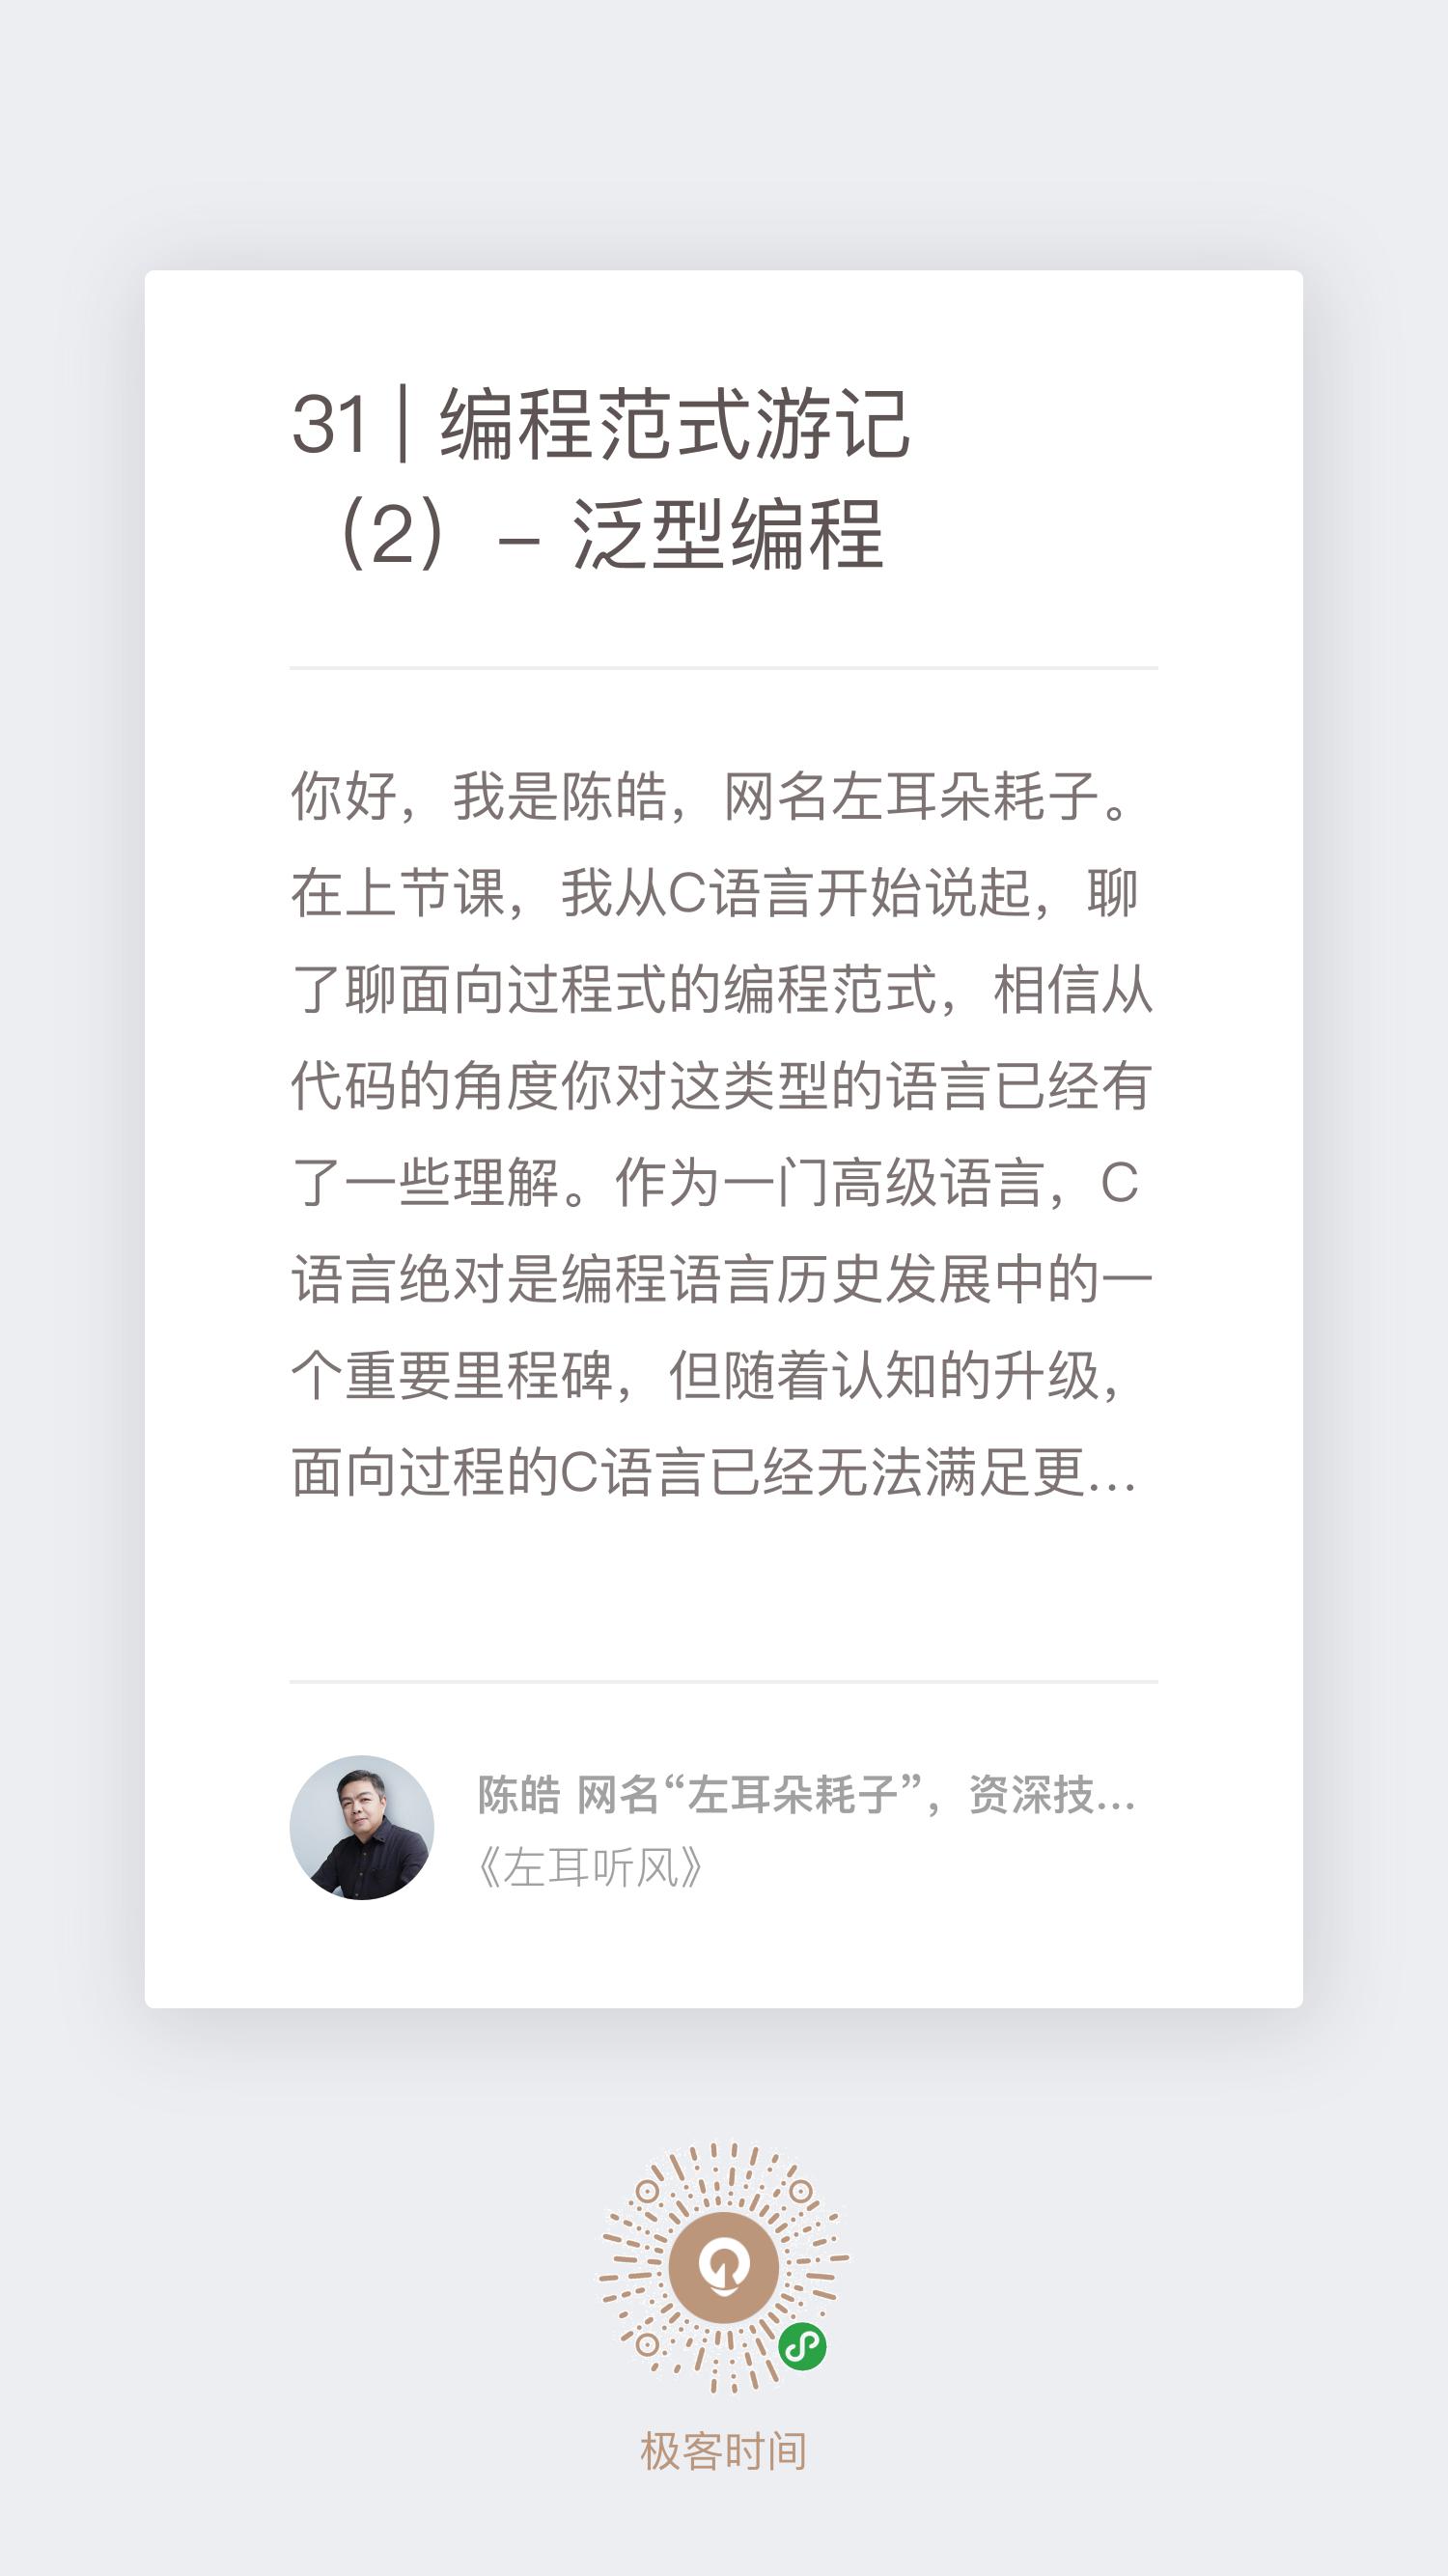 31 | 编程范式游记
（2）- 泛型编程
你好，我是陈皓，网名左耳朵耗子。
在上节课，我从C语言开始说起，聊
了聊面向过程式的编程范式，相信从
代码的角度你对这类型的语言已经有
了一些理解。作为一门高级语言，C
语言绝对是编程语言历史发展中的一
个重要里程碑，但随着认知的升级，
面向过程的C语言已经无法满足更...
陈皓 网名“左耳朵耗子”，资深技...
《左耳听风》
极客时间